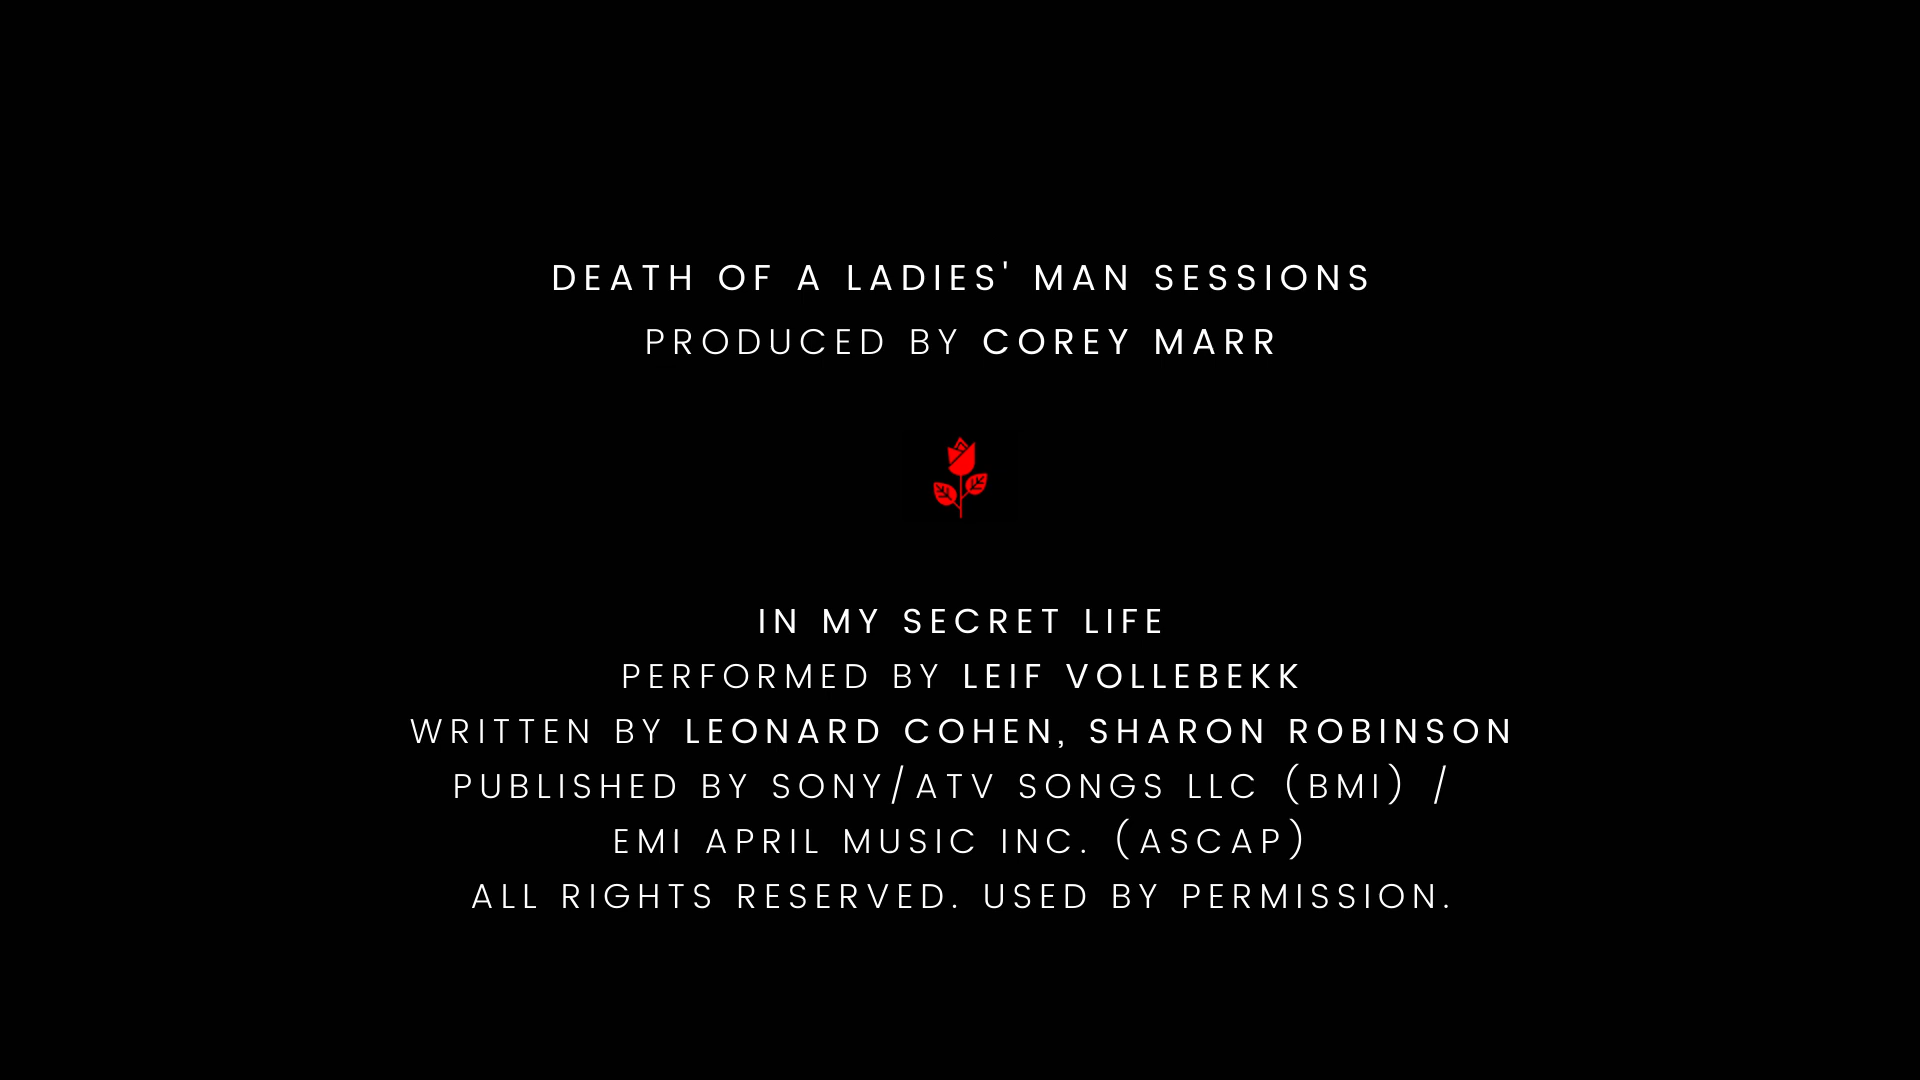 DEATH OF A LADIES' MAN SESSIONS
PRODUCED BY COREY MARR
IN MY SECRET LIFE
PERFORMED BY LEIF VOLLEBEKK
WRITTEN BY LEONARD COHEN, SHARON ROBINSON
PUBLISHED BY SONY/ATV SONGS LLC (BMI) /
EMI APRIL MUSIC INC. (ASCAP)
ALL RIGHTS RESERVED. USED BY PERMISSION.